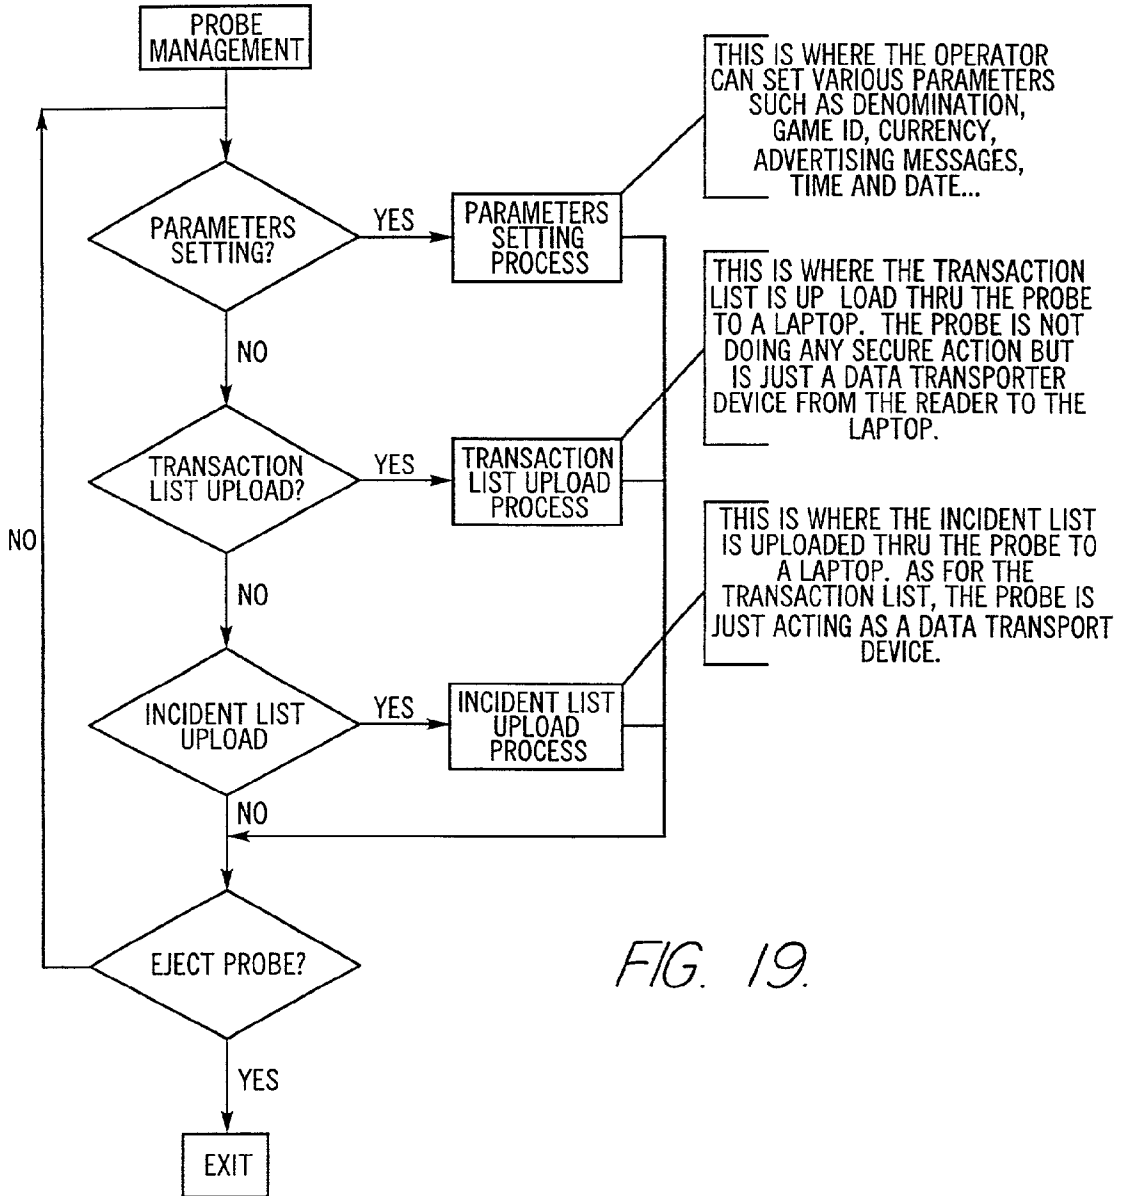 PROBE
MANAGEMENT
THIS IS WHERE THE OPERATOR
CAN SET VARIOUS PARAMETERS
SUCH AS DENOMINATION,
GAME ID, CURRENCY,
ADVERTISING MESSAGES,
TIME AND DATE...
PARAMETERS
SETTING?
YES
PARAMETERS
SETTING
PROCESS
NO
THIS IS WHERE THE TRANSACTION
LIST IS UP LOAD THRU THE PROBE
TO A LAPTOP. THE PROBE IS NOT
DOING ANY SECURE ACTION BUT
IS JUST A DATA TRANSPORTER
DEVICE FROM THE READER TO THE
LAPTOP.
TRANSACTION
LIST UPLOAD?
YES
TRANSACTION
LIST UPLOAD
PROCESS
NO
NO
THIS IS WHERE THE INCIDENT LIST
IS UPLOADED THRU THE PROBE TO
A LAPTOP. AS FOR THE
TRANSACTION LIST, THE PROBE IS
JUST ACTING AS A DATA TRANSPORT
DEVICE.
INCIDENT LIST
UPLOAD
YES
INCIDENT LIST
UPLOAD
PROCESS
NO
EJECT PROBE?
FIG. 19.
YES
EXIT